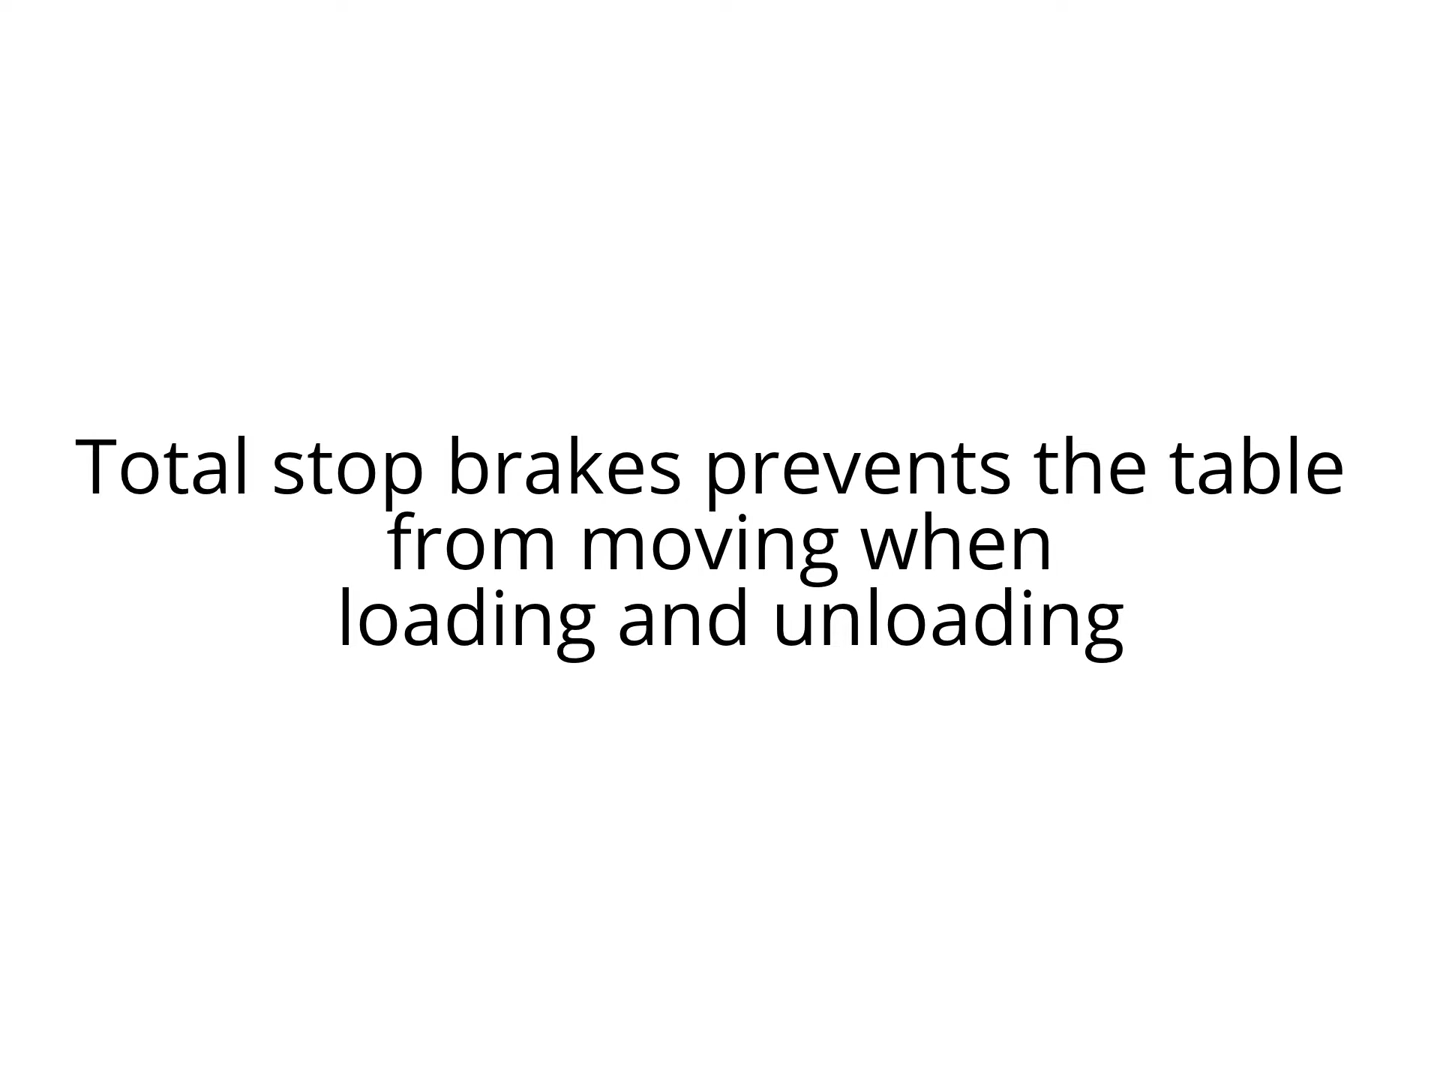 Total stop brakes prevents the table
from moving when
loading and unloading